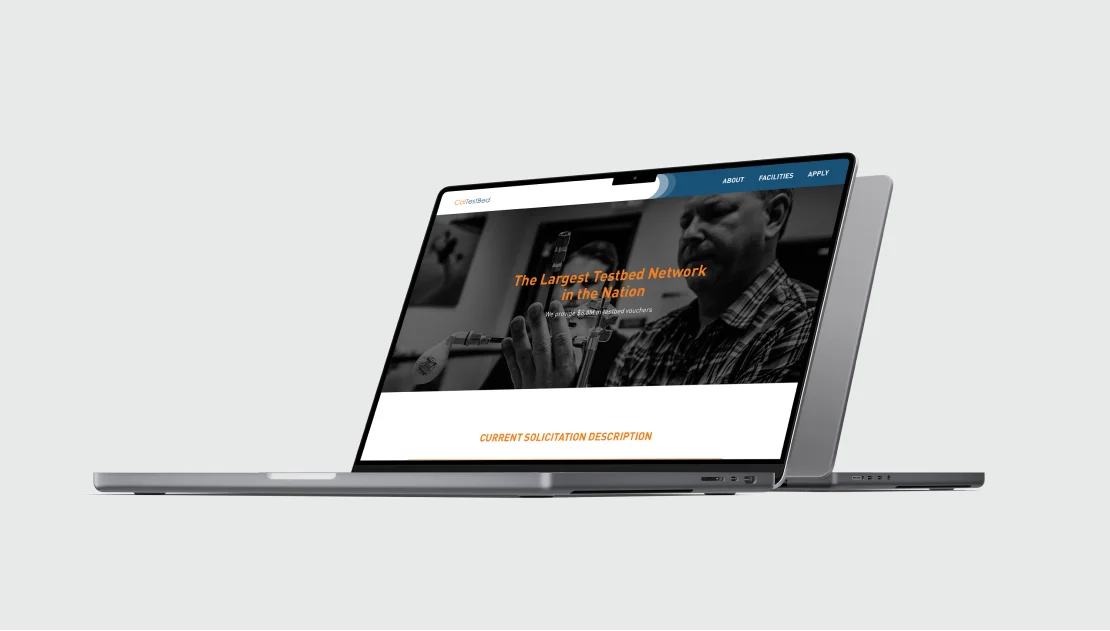 CalTestBed
ABOUT
FACILITIES
APPLY
The Largest Testbed Network
in the Nation
We provide $8.8M in testbed vouchers
CURRENT SOLICITATION DESCRIPTION